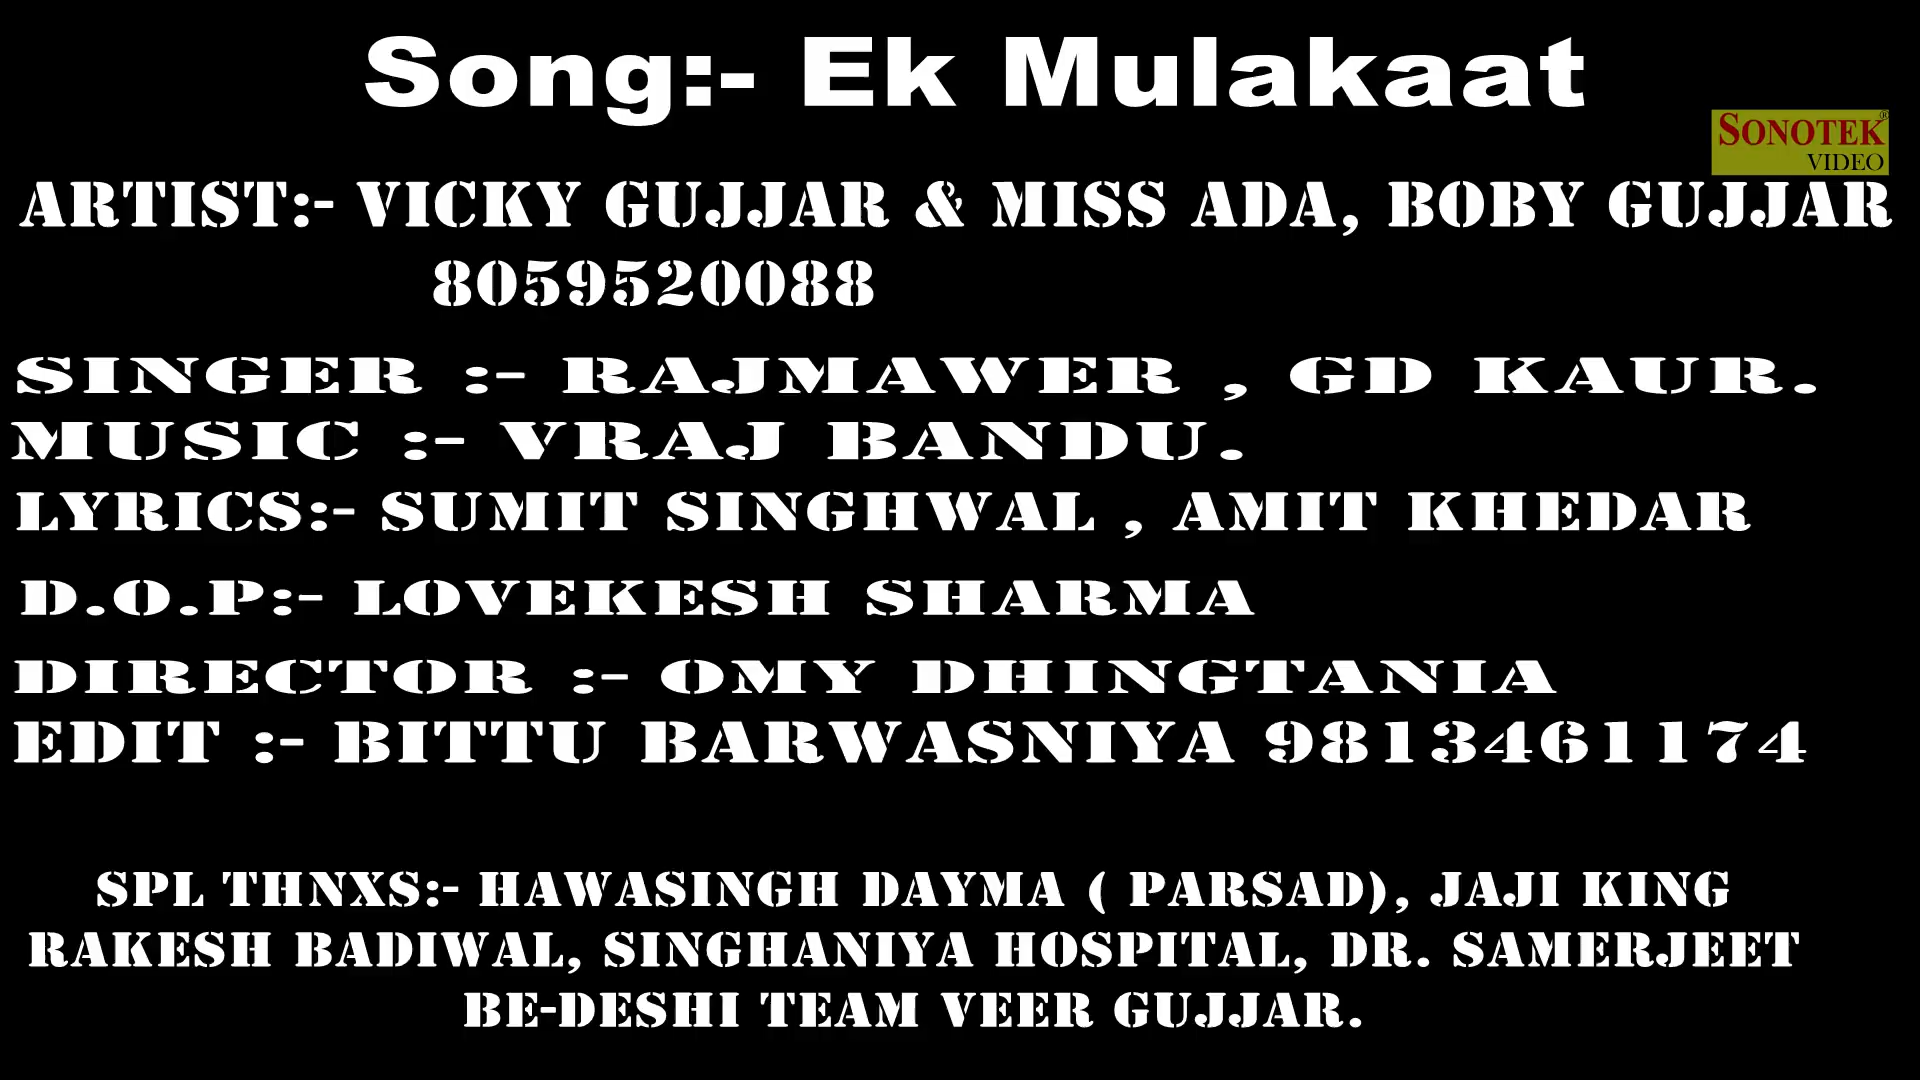 Song:- Ek Mulakaat
SONOTEK®
VIDEO
ARTIST:- VICKY GUJJAR & MISS ADA, BOBY GUJJAR
8059520088
SINGER :- RAJMAWER , GD KAUR.
MUSIC :- VRAJ BANDU.
LYRICS:- SUMIT SINGHWAL , AMIT KHEDAR
D.O.P:- LOVEKESH SHARMA
DIRECTOR :- OMY DHINGTANIA
EDIT :- BITTU BARWASNIYA 9813461174
SPL THNXS:- HAWASINGH DAYMA ( PARSAD), JAJI KING
RAKESH BADIWAL, SINGHANIYA HOSPITAL, DR. SAMERJEET
BE-DESHI TEAM VEER GUJJAR.